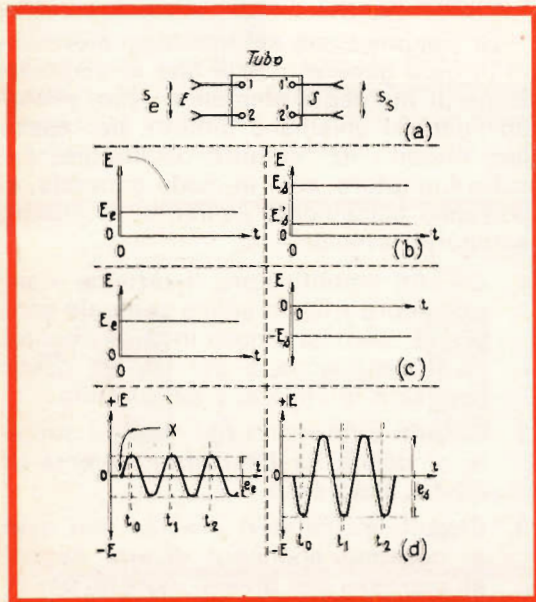 Tubo
S e E 1 1' S S s
2 2'
(a)
E E
E e E s
E s
0 t 0 t
0 0
(b)
E E
0 0 t
E e -E s
0 t
0
(c)
+E X +E
0 t e e 0 t e s
t 0 t 1 t 2 t 0 t 1 t 2
-E -E
(d)